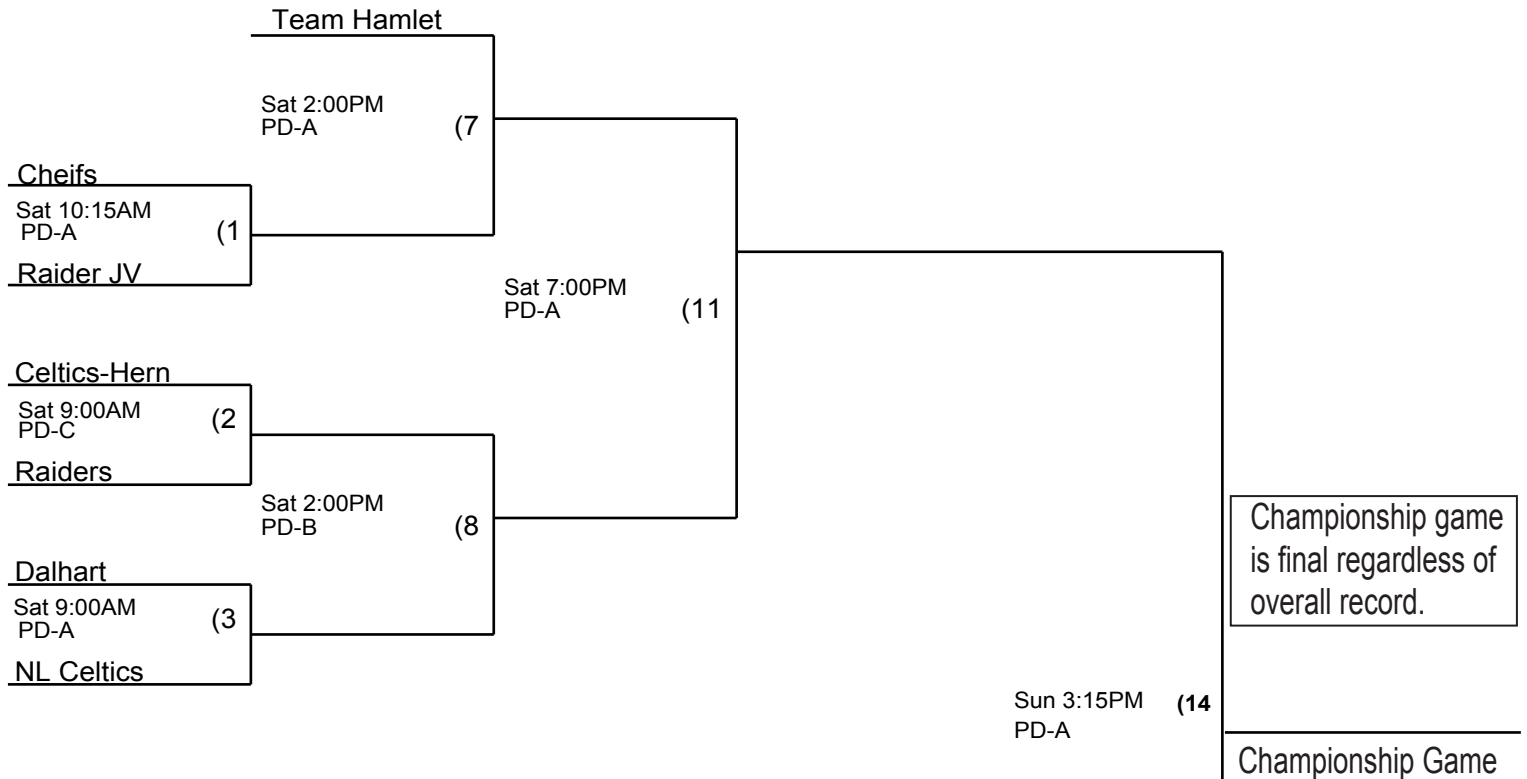 Team Hamlet
Sat 2:00PM
PD-A (7
Cheifs
Sat 10:15AM
PD-A (1
Raider JV
Sat 7:00PM
PD-A (11
Celtics-Hern
Sat 9:00AM
PD-C (2
Raiders
Sat 2:00PM
PD-B (8
Dalhart
Sat 9:00AM
PD-A (3
NL Celtics
Championship game
is final regardless of
overall record.
Sun 3:15PM (14
PD-A
Championship Game